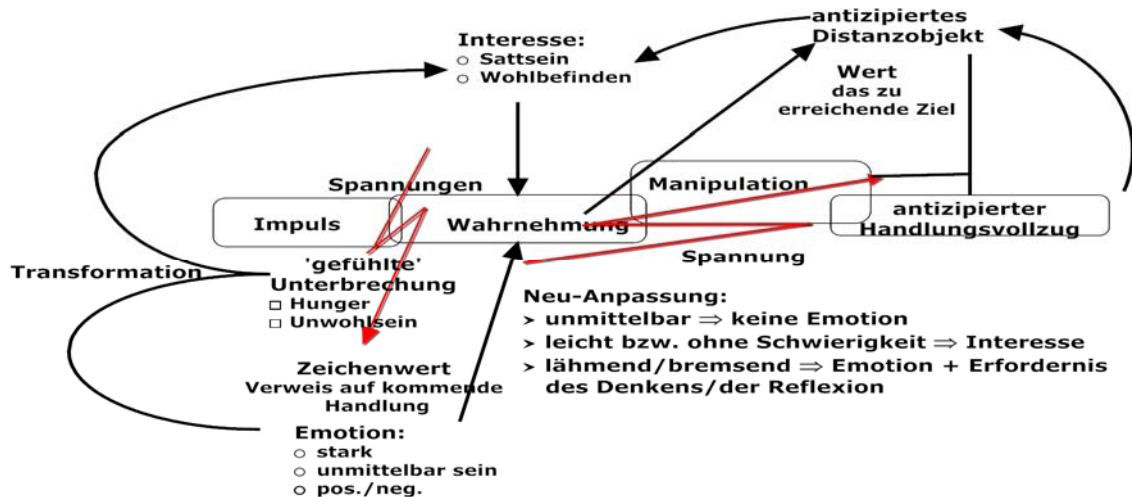 antizipiertes
Distanzobjekt
Interesse:
○ Sattsein
○ Wohlbefinden
Wert
das zu
erreichende Ziel
Spannungen
Manipulation
Impuls
Wahrnehmung
antizipierter
Handlungsvollzug
Transformation
'gefühlte'
Unterbrechung
□ Hunger
□ Unwohlsein
Spannung
Neu-Anpassung:
➢ unmittelbar ⇒ keine Emotion
➢ leicht bzw. ohne Schwierigkeit ⇒ Interesse
➢ lähmend/bremsend ⇒ Emotion + Erfordernis
des Denkens/der Reflexion
Zeichenwert
Verweis auf kommende
Handlung
Emotion:
○ stark
○ unmittelbar sein
○ pos./neg.